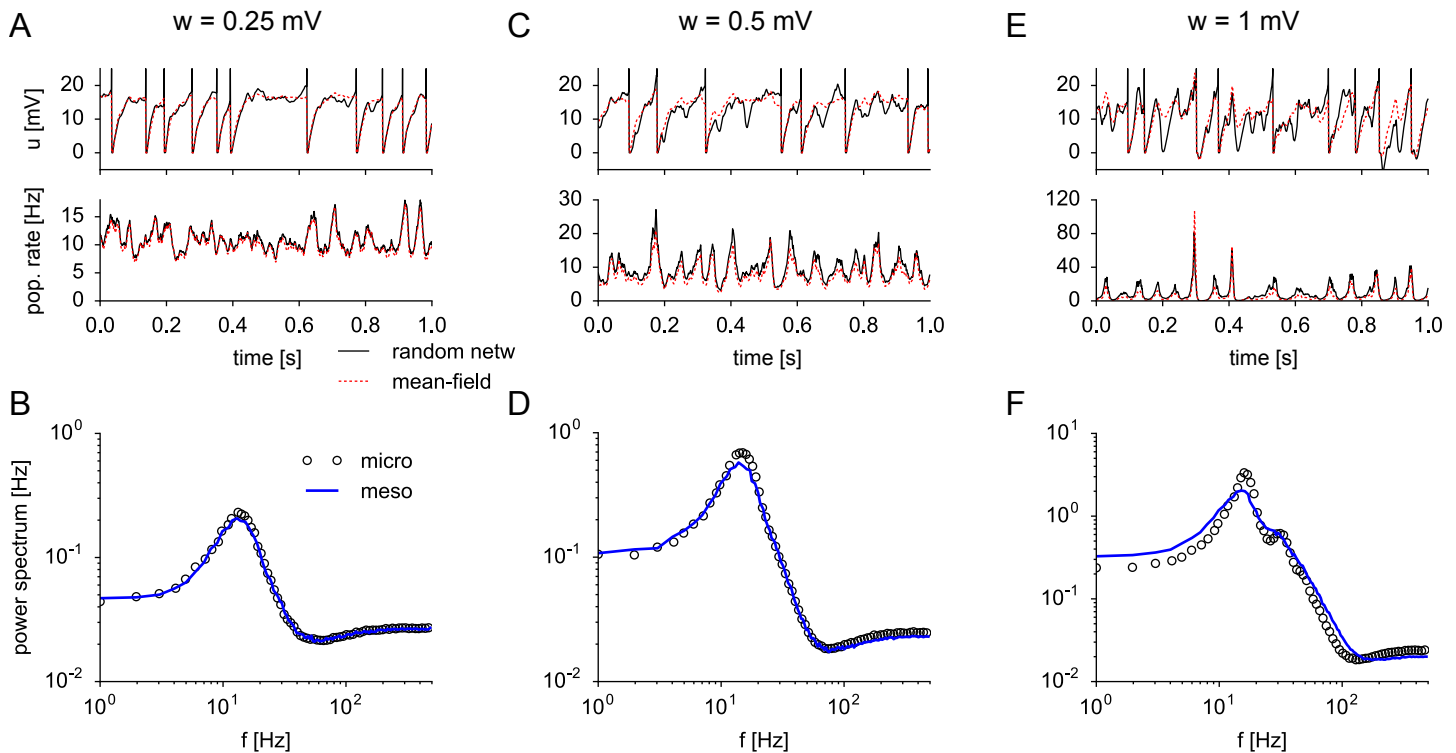 A
w = 0.25 mV
C
w = 0.5 mV
E
w = 1 mV
u [mV]
20
10
0
20
10
0
20
10
0
pop. rate [Hz]
15
10
5
0
30
20
10
0
120
80
40
0
0.0 0.2 0.4 0.6 0.8 1.0
0.0 0.2 0.4 0.6 0.8 1.0
0.0 0.2 0.4 0.6 0.8 1.0
time [s]
time [s]
time [s]
random netw
mean-field
B
D
F
power spectrum [Hz]
10^0
10^-1
10^-2
micro
meso
10^0
10^-1
10^-2
10^2
10^1
10^0
10^-1
10^-2
10^0 10^1 10^2
10^0 10^1 10^2
10^0 10^1 10^2
f [Hz]
f [Hz]
f [Hz]